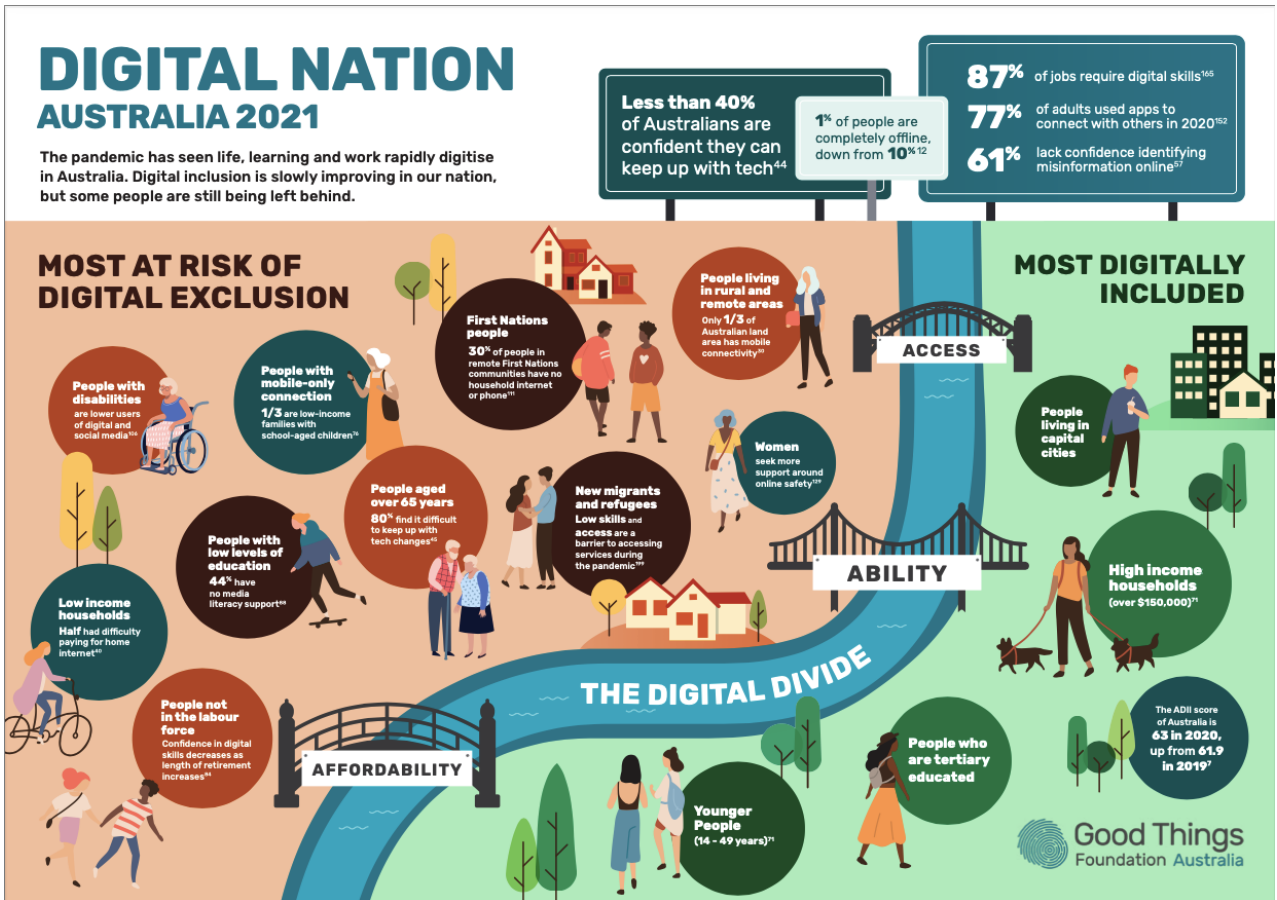 DIGITAL NATION
AUSTRALIA 2021
The pandemic has seen life, learning and work rapidly digitise
in Australia. Digital inclusion is slowly improving in our nation,
but some people are still being left behind.
Less than 40%
of Australians are
confident they can
keep up with tech44
1% of people are
completely offline,
down from 10%12
87% of jobs require digital skills165
77% of adults used apps to
connect with others in 2020152
61% lack confidence identifying
misinformation online57
MOST AT RISK OF
DIGITAL EXCLUSION
People with
disabilities
are lower users
of digital and
social media106
People with
mobile-only
connection
1/3 are low-income
families with
school-aged children76
First Nations
people
30% of people in
remote First Nations
communities have no
household internet
or phone111
People living
in rural and
remote areas
Only 1/3 of
Australian land
area has mobile
connectivity30
Women
seek more
support around
online safety129
People aged
over 65 years
80% find it difficult
to keep up with
tech changes45
New migrants
and refugees
Low skills and
access are a
barrier to accessing
services during
the pandemic199
People with
low levels of
education
44% have
no media
literacy support68
Low income
households
Half had difficulty
paying for home
internet40
People not
in the labour
force
Confidence in digital
skills decreases as
length of retirement
increases86
ACCESS
ABILITY
AFFORDABILITY
THE DIGITAL DIVIDE
MOST DIGITALLY
INCLUDED
People
living in
capital
cities
High income
households
(over $150,000)71
People who
are tertiary
educated
Younger
People
(14 - 49 years)71
The ADII score
of Australia is
63 in 2020,
up from 61.9
in 20197
Good Things
Foundation Australia